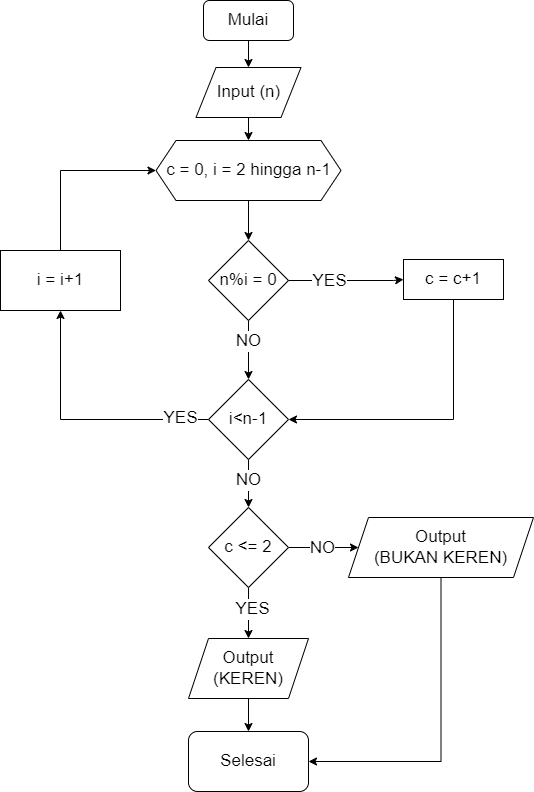 Mulai
Input (n)
c = 0, i = 2 hingga n-1
i = i+1
n%i = 0
YES
c = c+1
NO
YES
i<n-1
NO
c <= 2
NO
Output
(BUKAN KEREN)
YES
Output
(KEREN)
Selesai